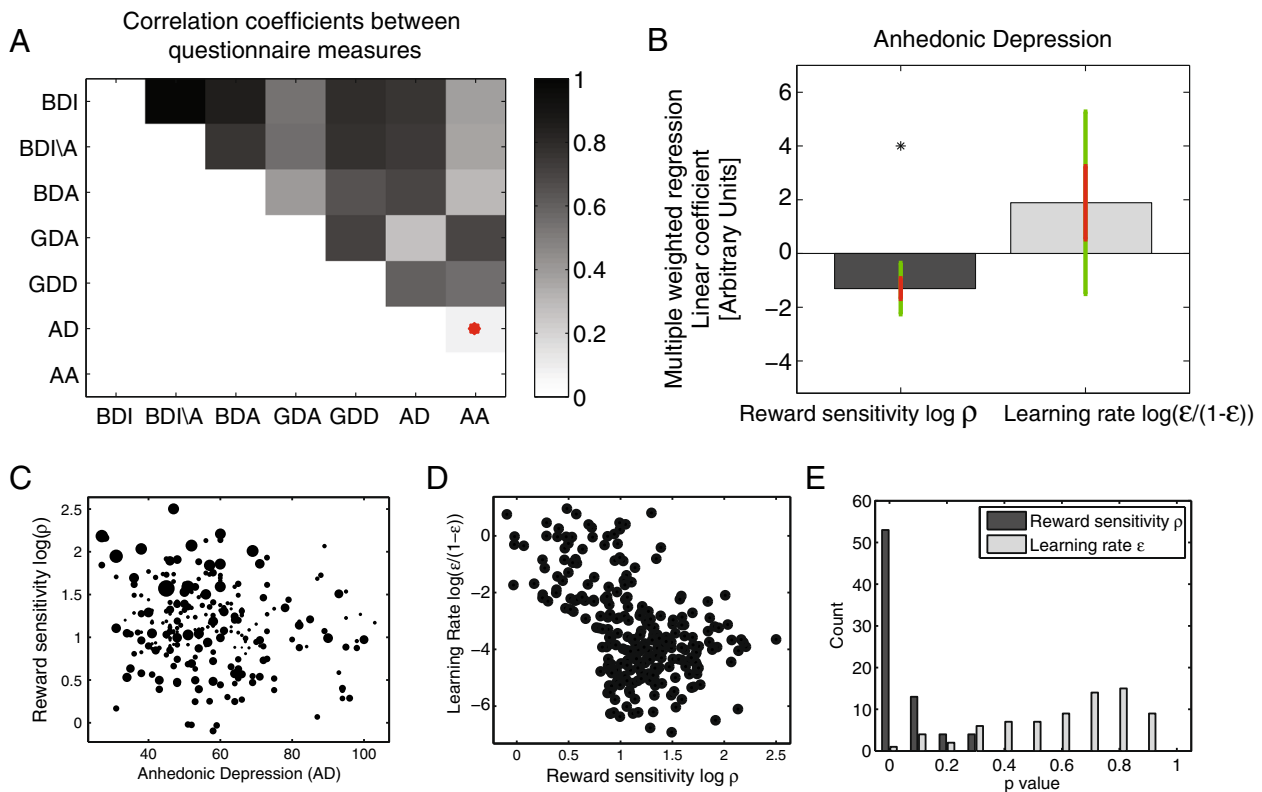 A
Correlation coefficients between
questionnaire measures
BDI
BDI\A
BDA
GDA
GDD
AD
AA
BDI
BDI\A
BDA
GDA
GDD
AD
AA
1
0.8
0.6
0.4
0.2
0
B
Anhedonic Depression
Multiple weighted regression
Linear coefficient
[Arbitrary Units]
6
4
2
0
−2
−4
*
Reward sensitivity log ρ
Learning rate log(ε/(1-ε))
C
Reward sensitivity log(ρ)
2.5
2
1.5
1
0.5
0
40
60
80
100
Anhedonic Depression (AD)
D
Learning Rate log(ε/(1−ε))
0
−2
−4
−6
0
0.5
1
1.5
2
2.5
Reward sensitivity log ρ
E
Count
60
50
40
30
20
10
0
Reward sensitivity ρ
Learning rate ε
0
0.2
0.4
0.6
0.8
1
p value